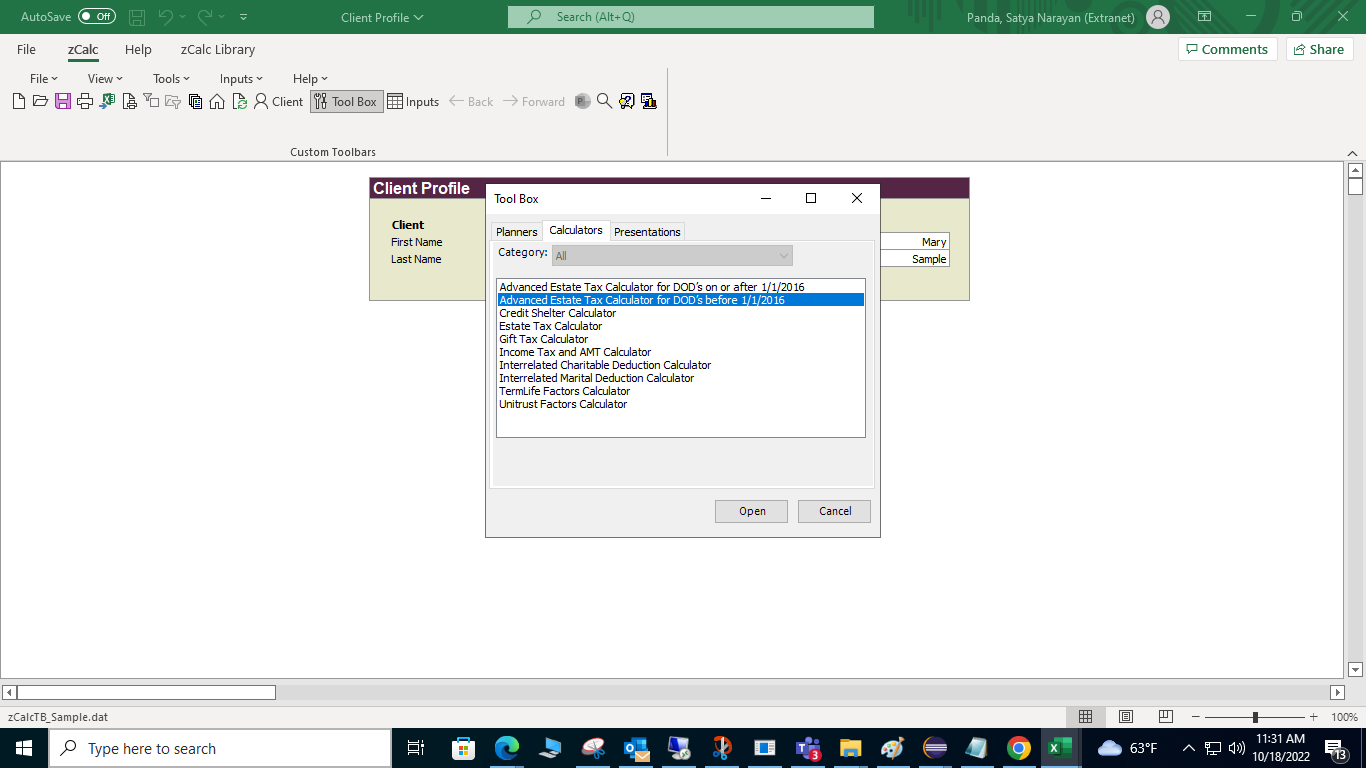 AutoSave Off Client Profile Search (Alt+Q) Panda, Satya Narayan (Extranet)
File zCalc Help zCalc Library Comments Share
File View Tools Inputs Help
Client Tool Box Inputs Back Forward
Custom Toolbars
Client Profile
Client
First Name
Last Name
Mary
Sample
Tool Box
Planners Calculators Presentations
Category: All
Advanced Estate Tax Calculator for DOD's on or after 1/1/2016
Advanced Estate Tax Calculator for DOD's before 1/1/2016
Credit Shelter Calculator
Estate Tax Calculator
Gift Tax Calculator
Income Tax and AMT Calculator
Interrelated Charitable Deduction Calculator
Interrelated Marital Deduction Calculator
TermLife Factors Calculator
Unitrust Factors Calculator
Open Cancel
zCalcTB_Sample.dat 100%
Type here to search 3 63°F 11:31 AM
10/18/2022 13